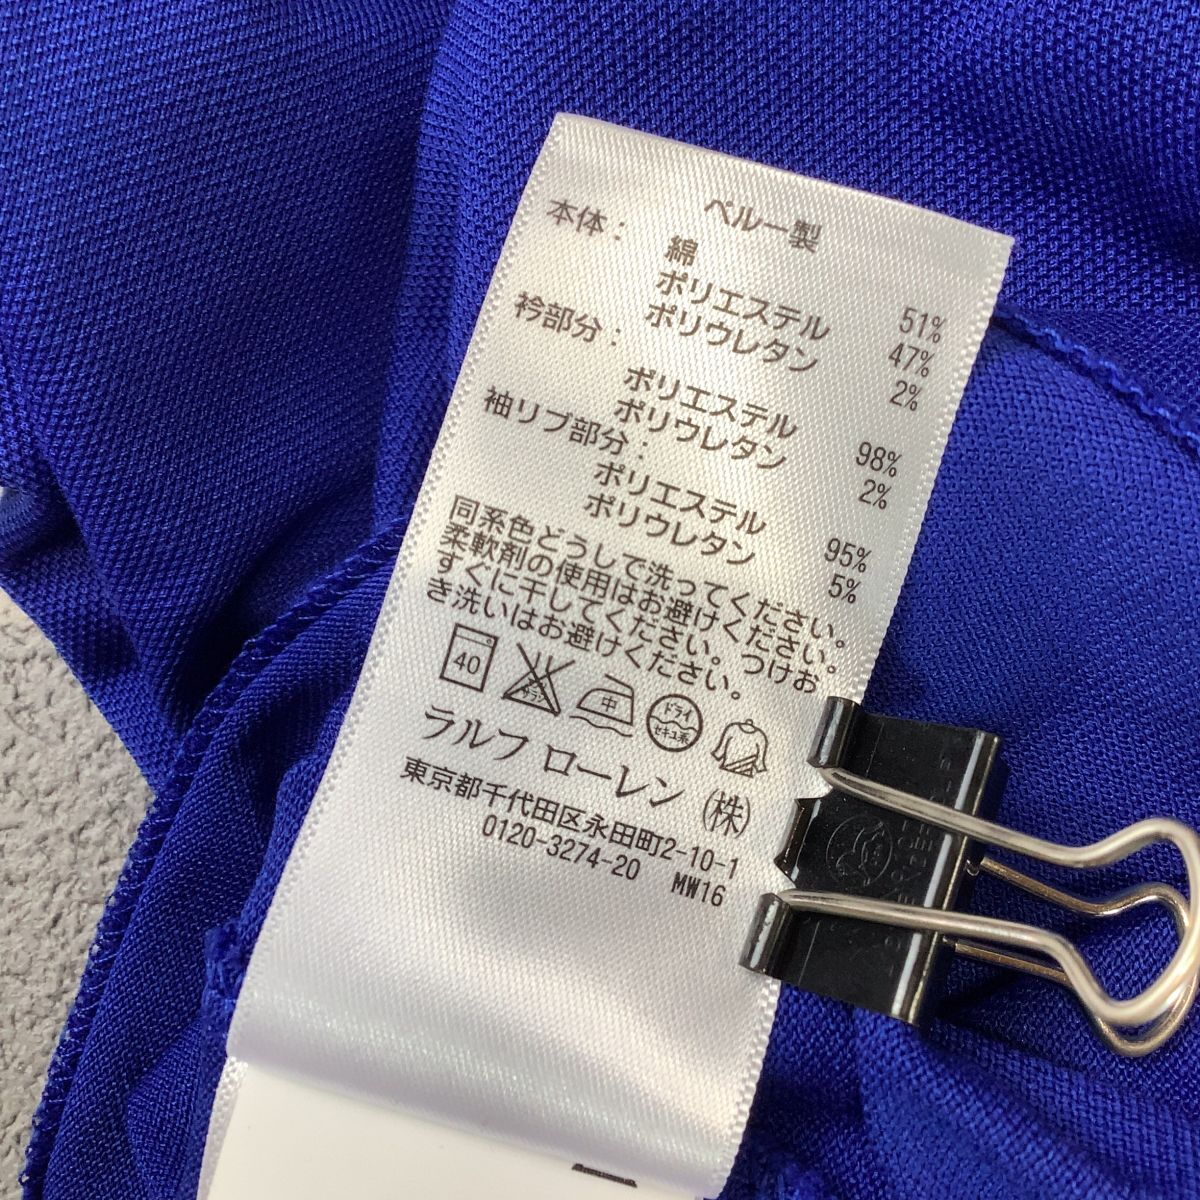 ペルー製
本体： 綿 51%
ポリエステル 47%
ポリウレタン 2%
衿部分：
ポリエステル 98%
ポリウレタン 2%
袖リブ部分：
ポリエステル 95%
ポリウレタン 5%
同系色どうしで洗ってください。
柔軟剤の使用はお避けください。
すぐに干してください。つけお
き洗いはお避けください。
40 中 ドライ セキユ系
ラルフ ローレン（株）
東京都千代田区永田町2-10-1
0120-3274-20 MW16